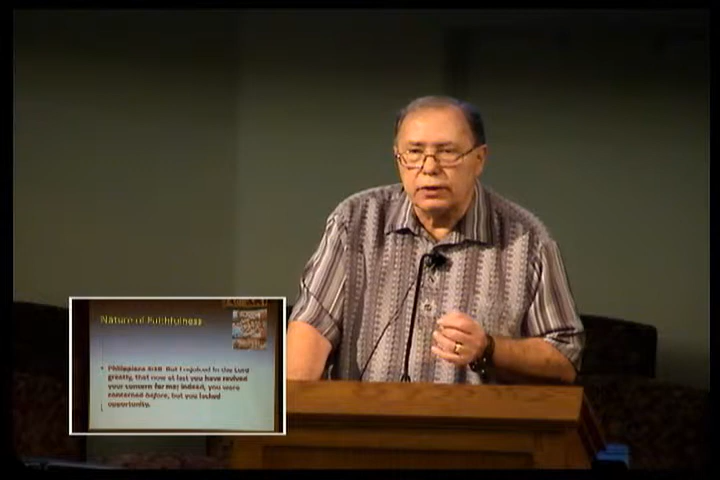 Nature of Faithfulness
• Philippians 4:10 But I rejoiced in the Lord
greatly, that now at last you have revived
your concern for me; indeed, you were
concerned before, but you lacked
opportunity.